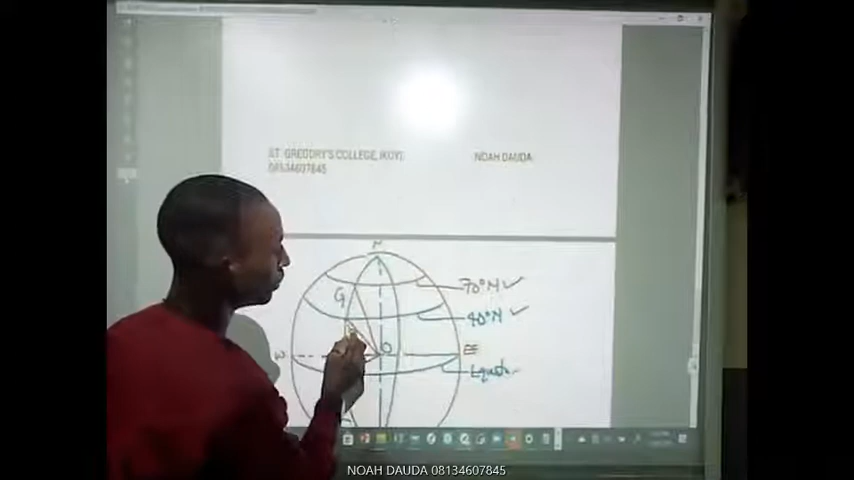 ST. GREGORY'S COLLEGE, IKOYI
NOAH DAUDA
08134607845
N
70°N ✓
G
40°N ✓
W
O
E
Equator
NOAH DAUDA 08134607845